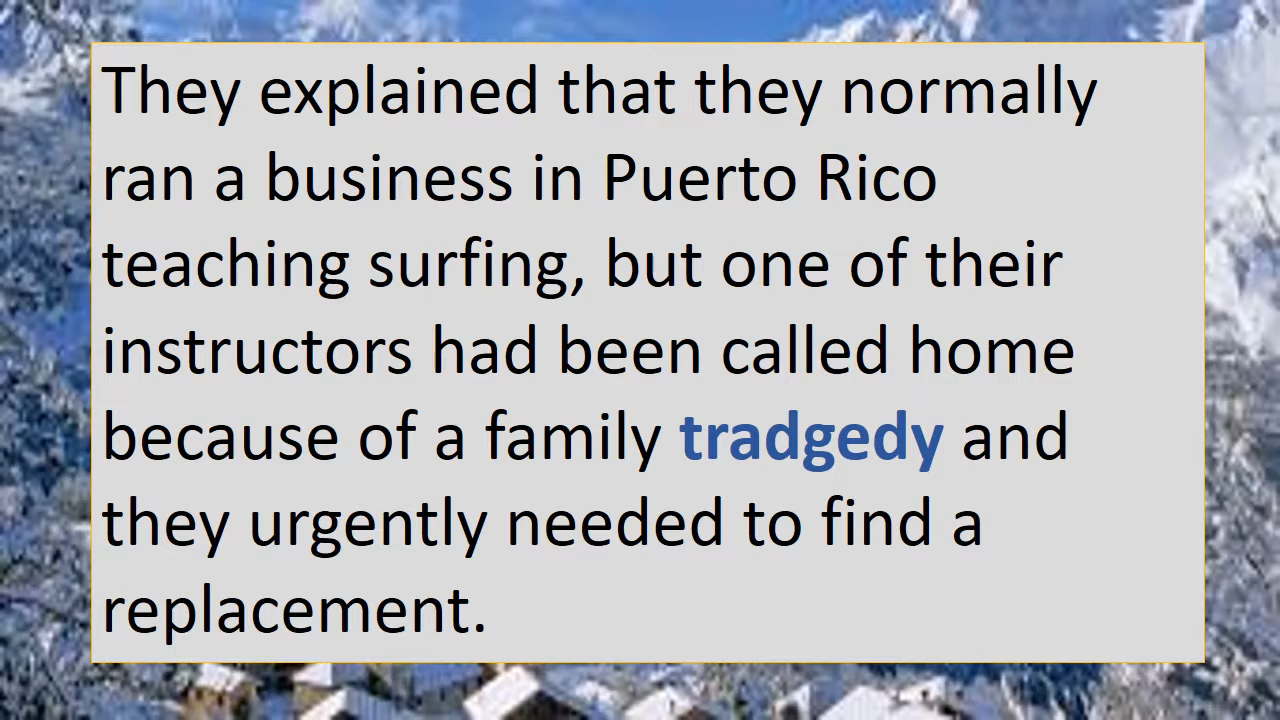 They explained that they normally
ran a business in Puerto Rico
teaching surfing, but one of their
instructors had been called home
because of a family tradgedy and
they urgently needed to find a
replacement.